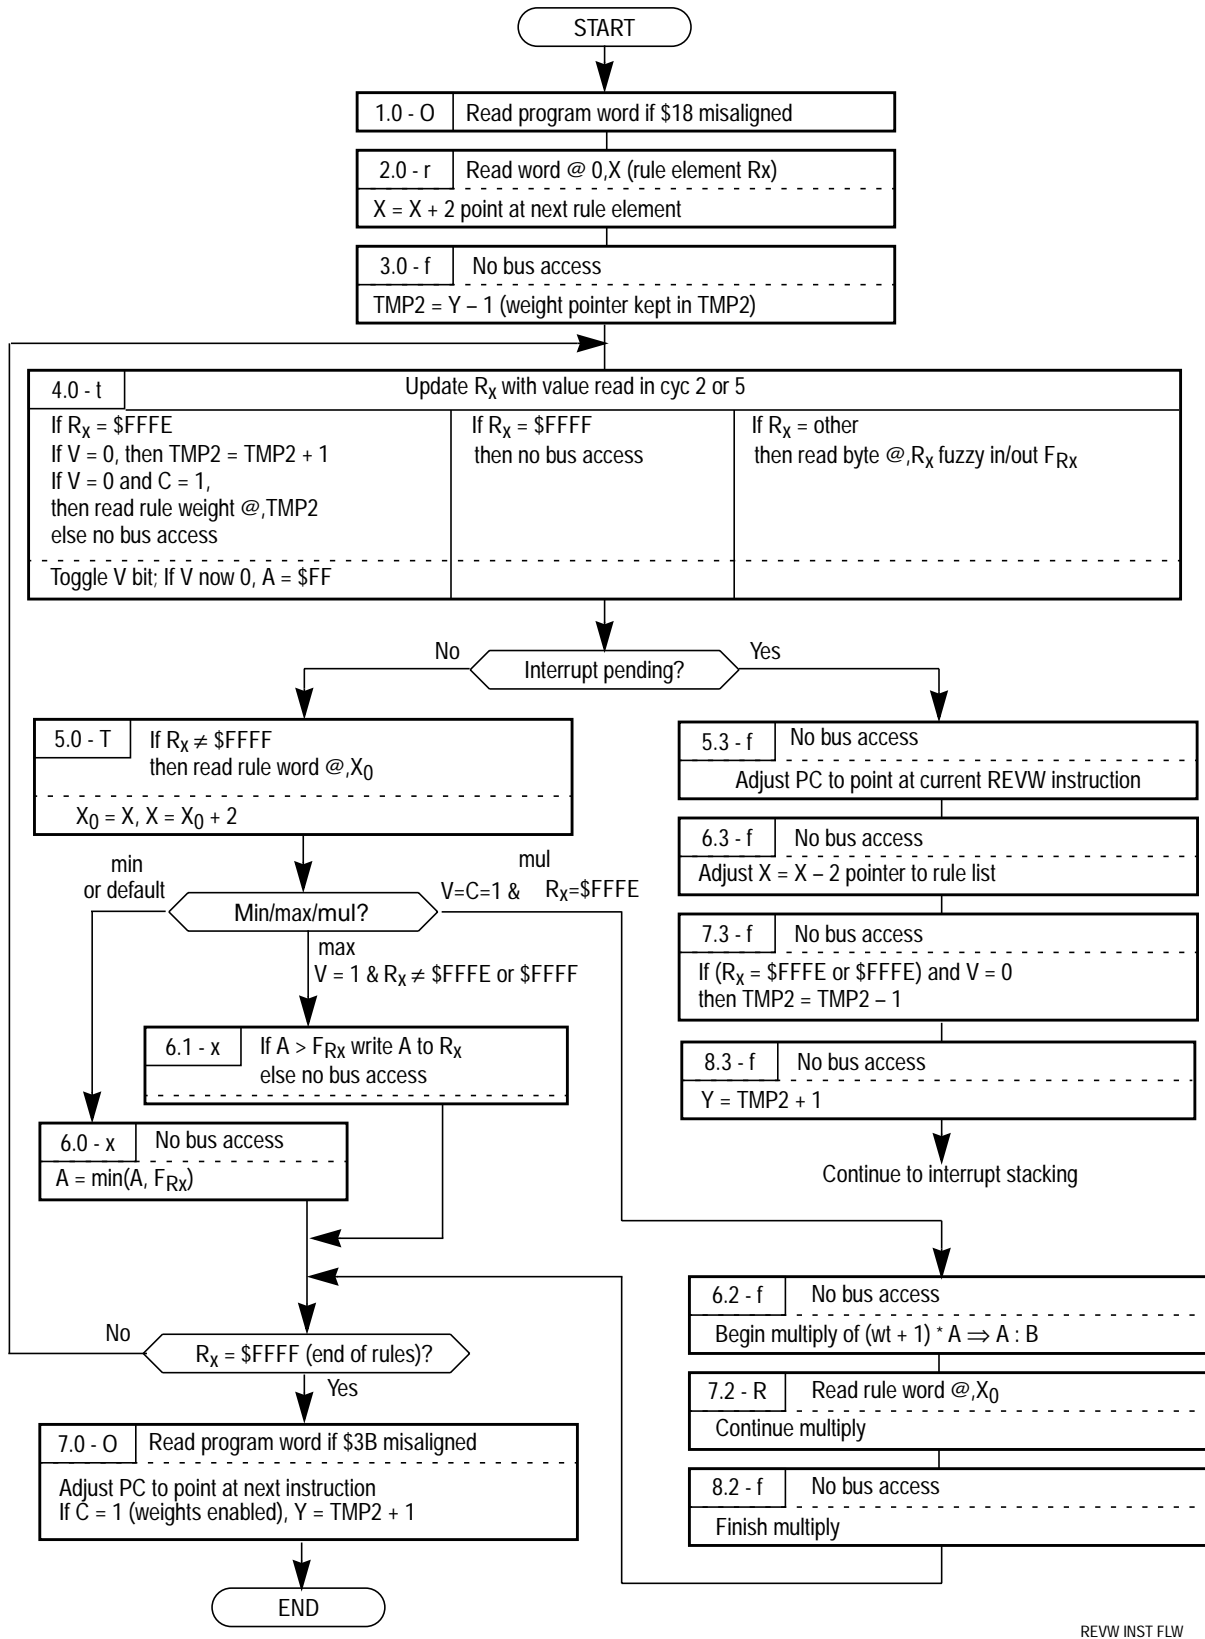 START
1.0 - O Read program word if $18 misaligned
2.0 - r Read word @ 0,X (rule element Rx)
X = X + 2 point at next rule element
3.0 - f No bus access
TMP2 = Y – 1 (weight pointer kept in TMP2)
4.0 - t Update Rx with value read in cyc 2 or 5
If Rx = $FFFE
If V = 0, then TMP2 = TMP2 + 1
If V = 0 and C = 1,
then read rule weight @,TMP2
else no bus access
Toggle V bit; If V now 0, A = $FF
If Rx = $FFFF
then no bus access
If Rx = other
then read byte @,Rx fuzzy in/out FRx
Interrupt pending?
No
Yes
5.0 - T If Rx ≠ $FFFF
then read rule word @,X0
X0 = X, X = X0 + 2
5.3 - f No bus access
Adjust PC to point at current REVW instruction
6.3 - f No bus access
Adjust X = X – 2 pointer to rule list
7.3 - f No bus access
If (Rx = $FFFE or $FFFE) and V = 0
then TMP2 = TMP2 – 1
8.3 - f No bus access
Y = TMP2 + 1
Continue to interrupt stacking
min
or default
Min/max/mul?
mul
V=C=1 & Rx=$FFFE
max
V = 1 & Rx ≠ $FFFE or $FFFF
6.1 - x If A > FRx write A to Rx
else no bus access
6.0 - x No bus access
A = min(A, FRx)
6.2 - f No bus access
Begin multiply of (wt + 1) * A ⇒ A : B
7.2 - R Read rule word @,X0
Continue multiply
8.2 - f No bus access
Finish multiply
No
Rx = $FFFF (end of rules)?
Yes
7.0 - O Read program word if $3B misaligned
Adjust PC to point at next instruction
If C = 1 (weights enabled), Y = TMP2 + 1
END
REVW INST FLW